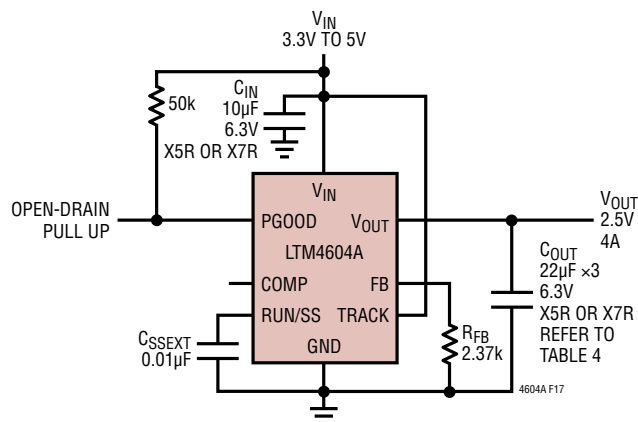 VIN
3.3V TO 5V
50k
CIN
10µF
6.3V
X5R OR X7R
OPEN-DRAIN
PULL UP
VIN
PGOOD
VOUT
LTM4604A
COMP
FB
RUN/SS
TRACK
GND
CSSEXT
0.01µF
RFB
2.37k
VOUT
2.5V
4A
COUT
22µF ×3
6.3V
X5R OR X7R
REFER TO
TABLE 4
4604A F17